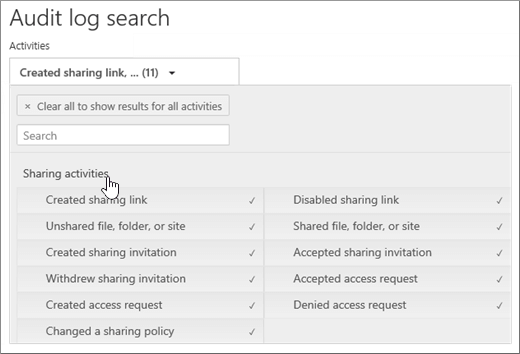 Audit log search
Activities
Created sharing link, ... (11)
× Clear all to show results for all activities
Search
Sharing activities
Created sharing link ✓ Disabled sharing link ✓
Unshared file, folder, or site ✓ Shared file, folder, or site ✓
Created sharing invitation ✓ Accepted sharing invitation ✓
Withdrew sharing invitation ✓ Accepted access request ✓
Created access request ✓ Denied access request ✓
Changed a sharing policy ✓